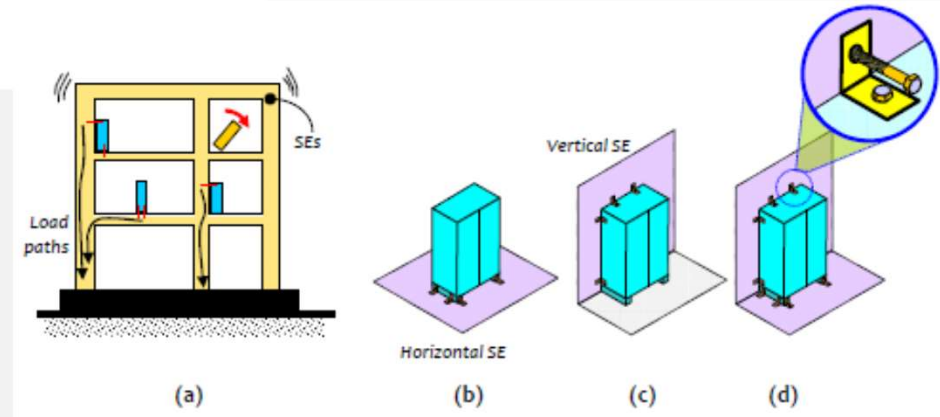 SEs
Vertical SE
Load
paths
Horizontal SE
(a)
(b)
(c)
(d)